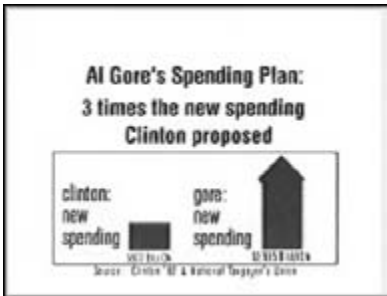 Al Gore's Spending Plan:
3 times the new spending
Clinton proposed
clinton:
new
spending
gore:
new
spending
Source: Clinton '92 & National Taxpayer's Union